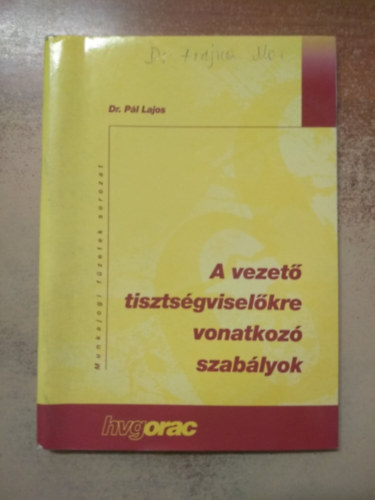 Dr. Pál Lajos
Munkajogi füzetek sorozat
A vezető
tisztségviselőkre
vonatkozó
szabályok
hvgorac